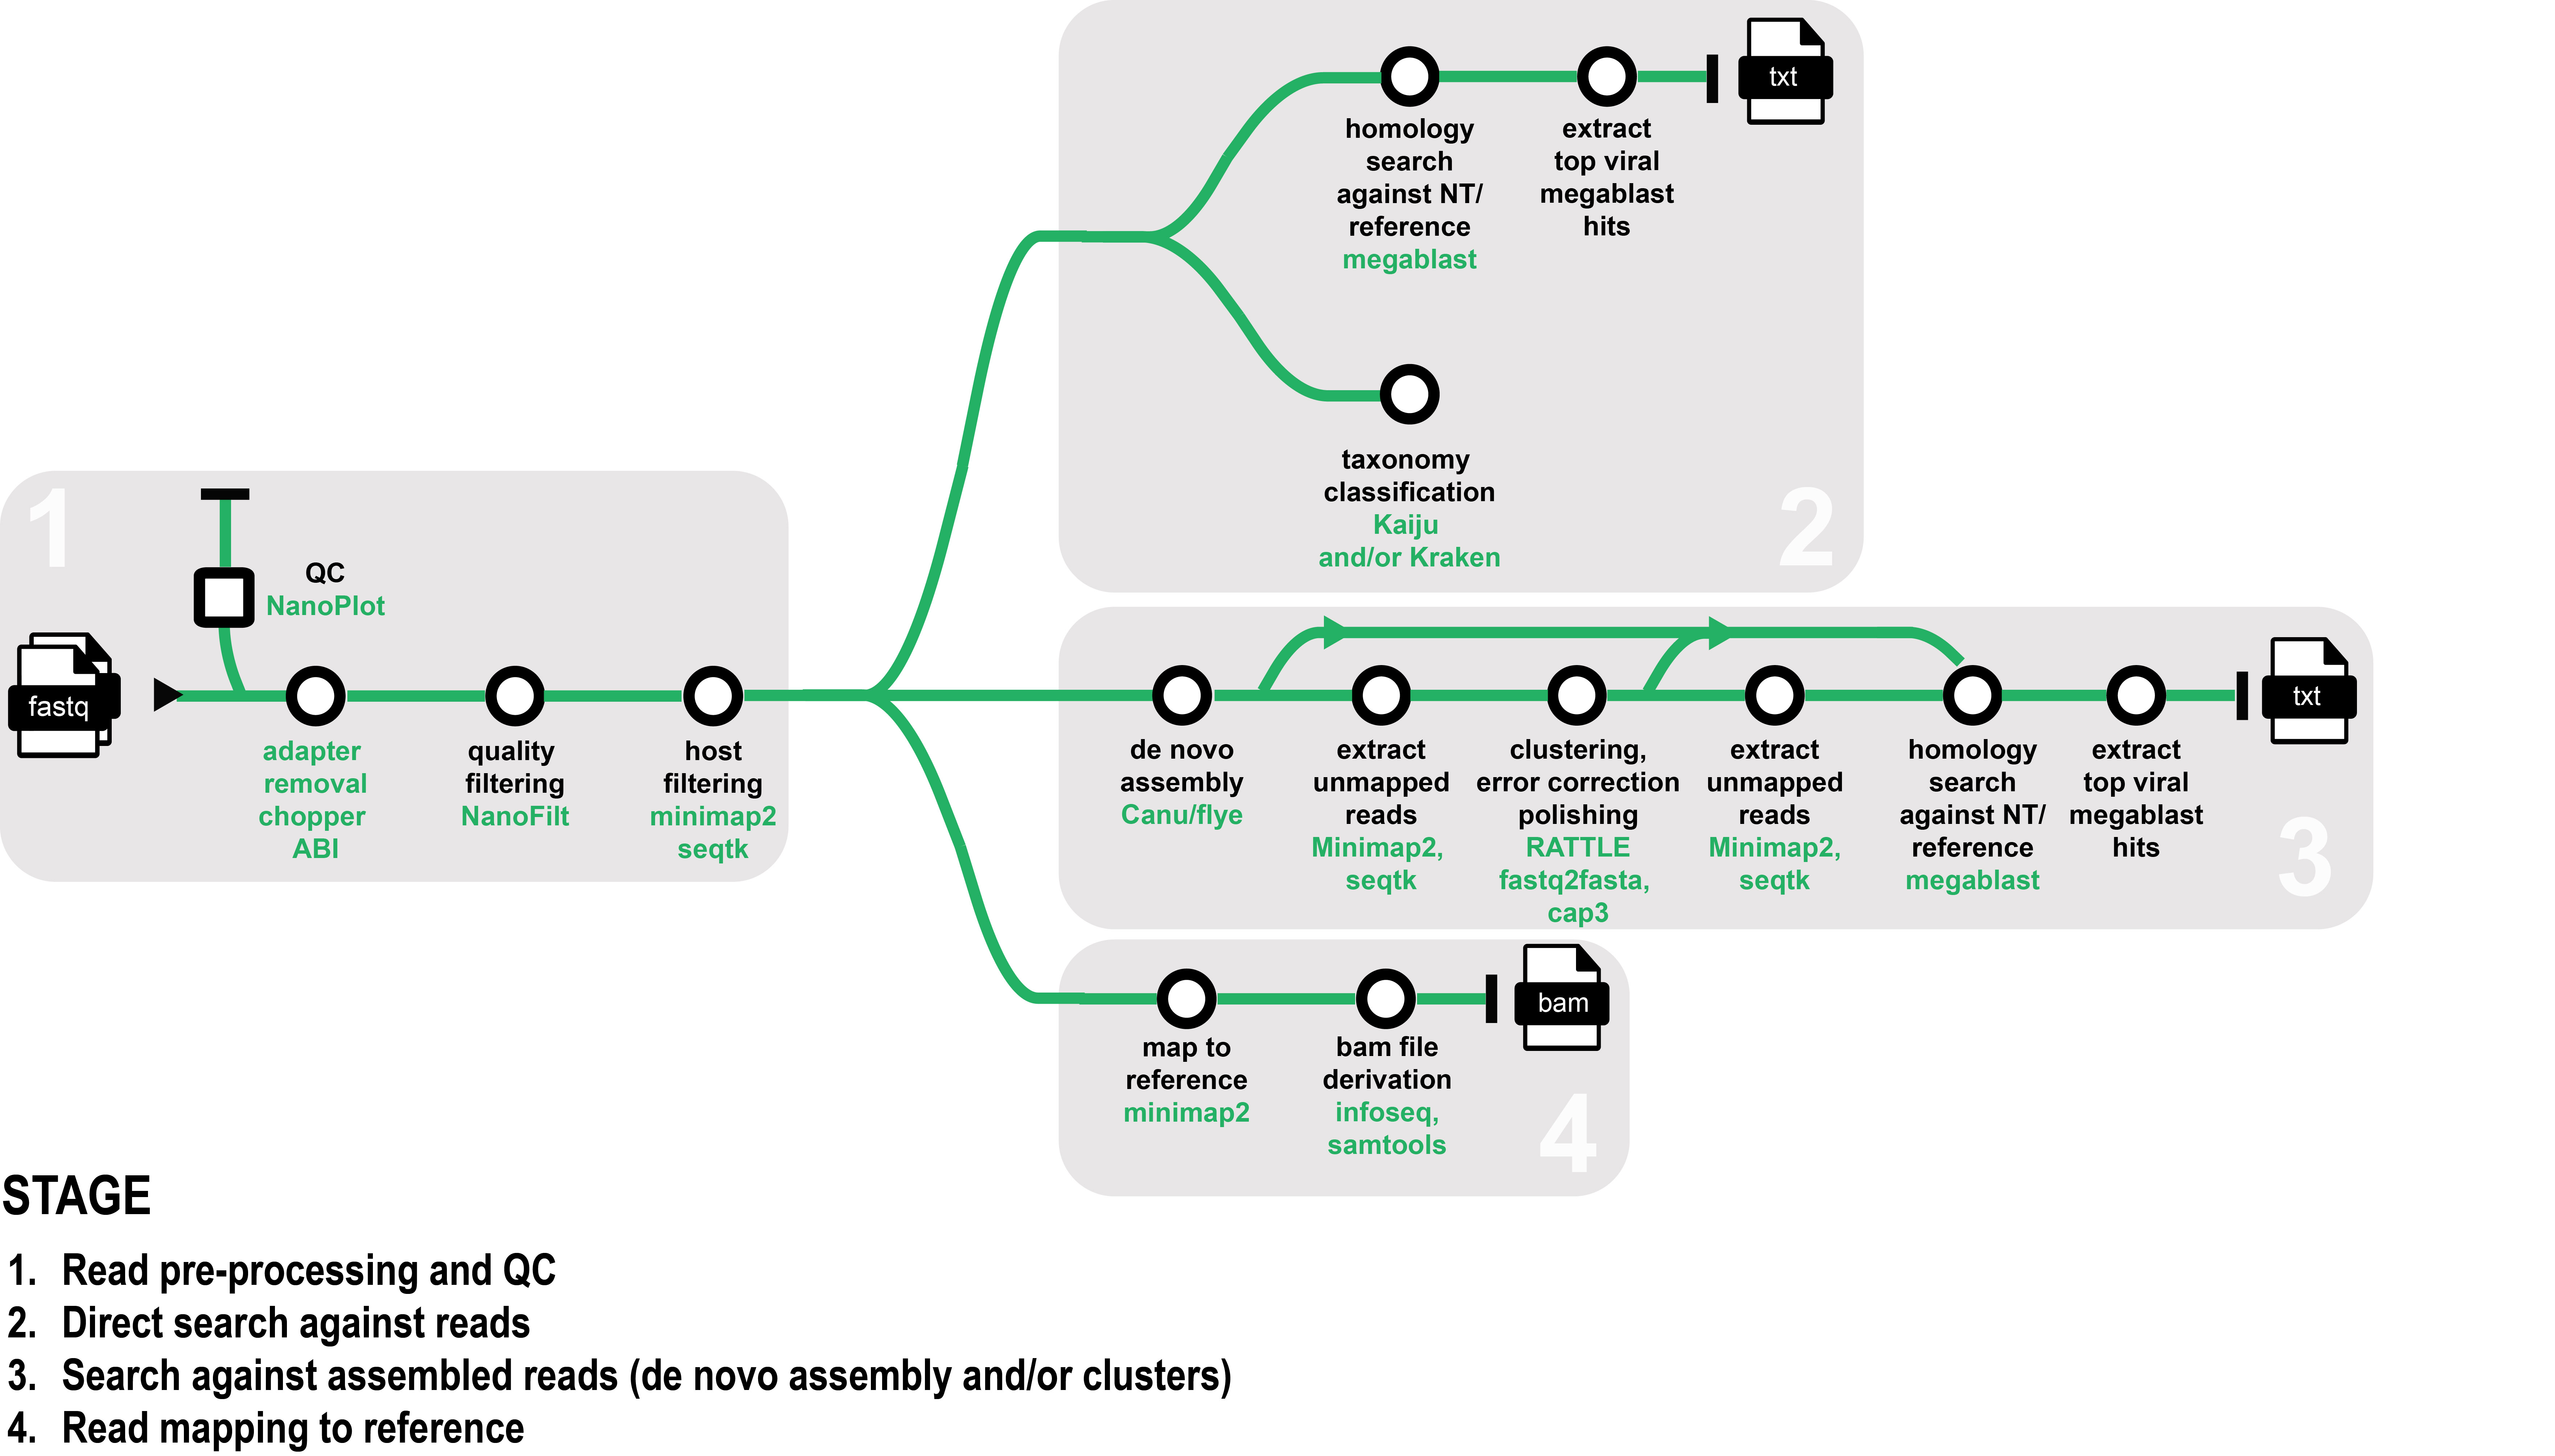 1
QC
NanoPlot
fastq
adapter
removal
chopper
ABI
quality
filtering
NanoFilt
host
filtering
minimap2
seqtk
homology
search
against NT/
reference
megablast
extract
top viral
megablast
hits
txt
taxonomy
classification
Kaiju
and/or Kraken
2
de novo
assembly
Canu/flye
extract
unmapped
reads
Minimap2,
seqtk
clustering,
error correction
polishing
RATTLE
fastq2fasta,
cap3
extract
unmapped
reads
Minimap2,
seqtk
homology
search
against NT/
reference
megablast
extract
top viral
megablast
hits
txt
3
map to
reference
minimap2
bam file
derivation
infoseq,
samtools
bam
4
STAGE
1. Read pre-processing and QC
2. Direct search against reads
3. Search against assembled reads (de novo assembly and/or clusters)
4. Read mapping to reference